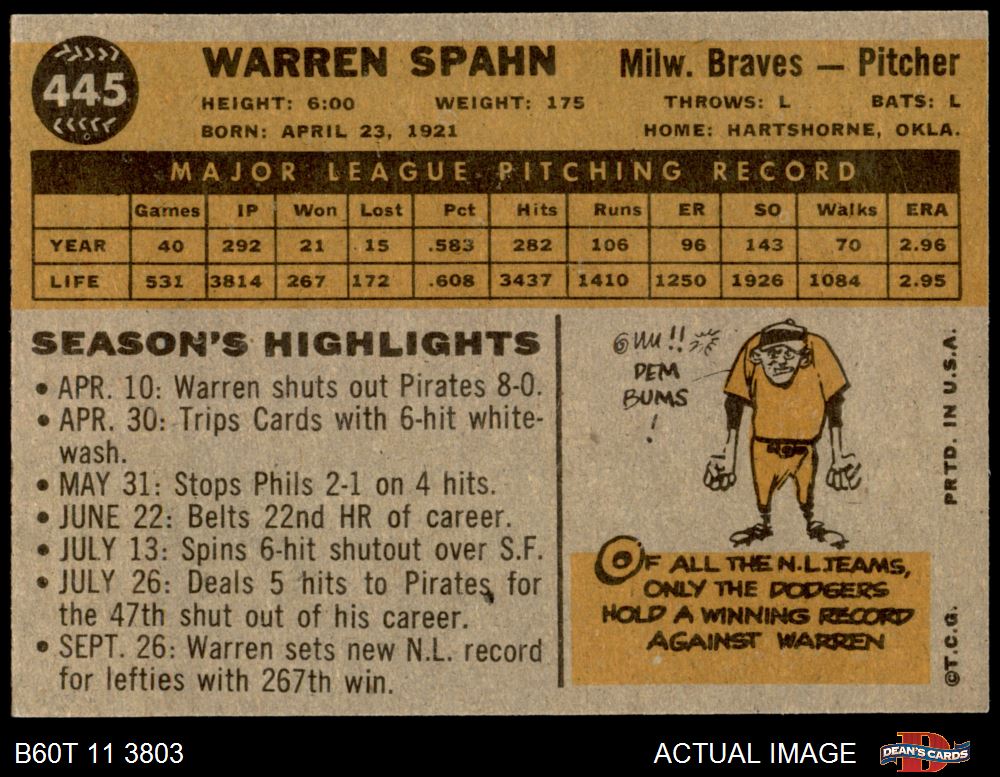 445
WARREN SPAHN Milw. Braves — Pitcher
HEIGHT: 6:00 WEIGHT: 175 THROWS: L BATS: L
BORN: APRIL 23, 1921 HOME: HARTSHORNE, OKLA.
MAJOR LEAGUE PITCHING RECORD
Games IP Won Lost Pct Hits Runs ER SO Walks ERA
YEAR 40 292 21 15 .583 282 106 96 143 70 2.96
LIFE 531 3814 267 172 .608 3437 1410 1250 1926 1084 2.95
SEASON'S HIGHLIGHTS
• APR. 10: Warren shuts out Pirates 8-0.
• APR. 30: Trips Cards with 6-hit white-
wash.
• MAY 31: Stops Phils 2-1 on 4 hits.
• JUNE 22: Belts 22nd HR of career.
• JULY 13: Spins 6-hit shutout over S.F.
• JULY 26: Deals 5 hits to Pirates for
the 47th shut out of his career.
• SEPT. 26: Warren sets new N.L. record
for lefties with 267th win.
!!
DEM
BUMS
!
OF ALL THE N.L. TEAMS,
ONLY THE DODGERS
HOLD A WINNING RECORD
AGAINST WARREN
©T.C.G. PRTD. IN U.S.A.
B60T 11 3803 ACTUAL IMAGE DEAN'S CARDS